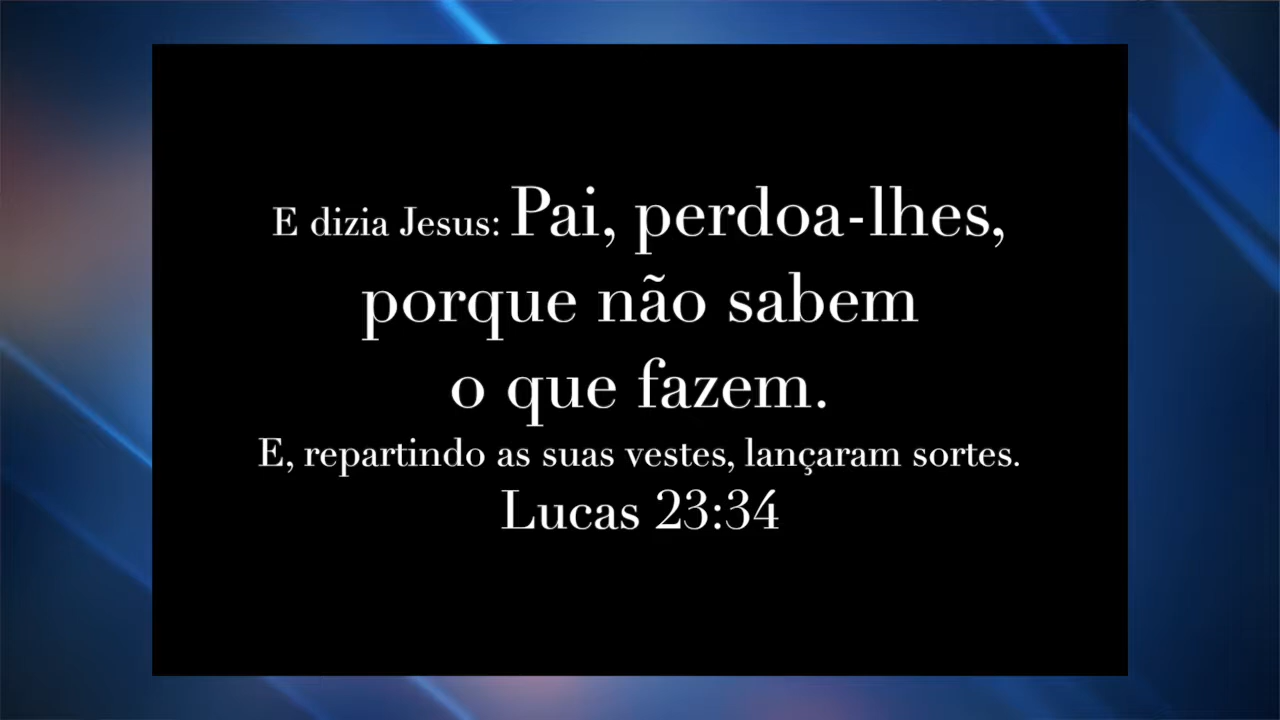 E dizia Jesus: Pai, perdoa-lhes,
porque não sabem
o que fazem.
E, repartindo as suas vestes, lançaram sortes.
Lucas 23:34